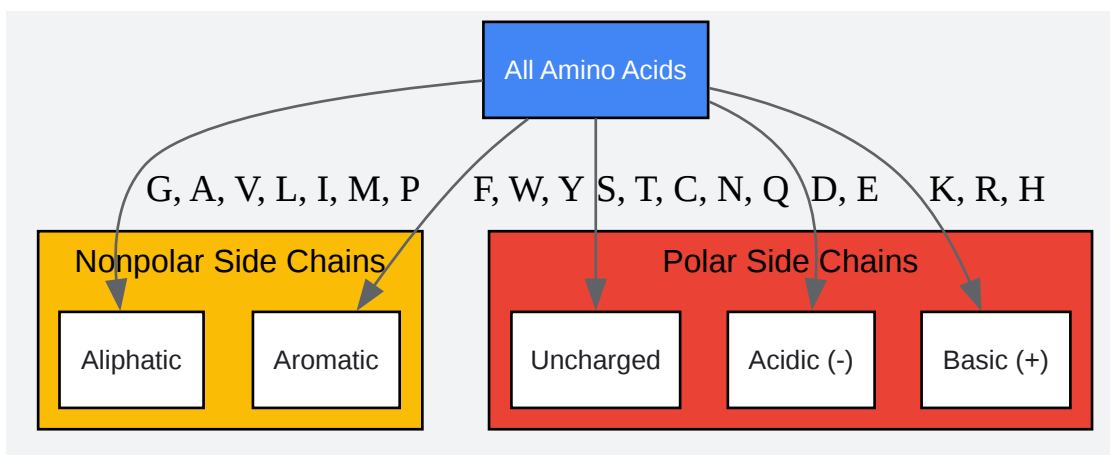 All Amino Acids
G, A, V, L, I, M, P
F, W, Y
S, T, C, N, Q
D, E
K, R, H
Nonpolar Side Chains
Polar Side Chains
Aliphatic
Aromatic
Uncharged
Acidic (-)
Basic (+)